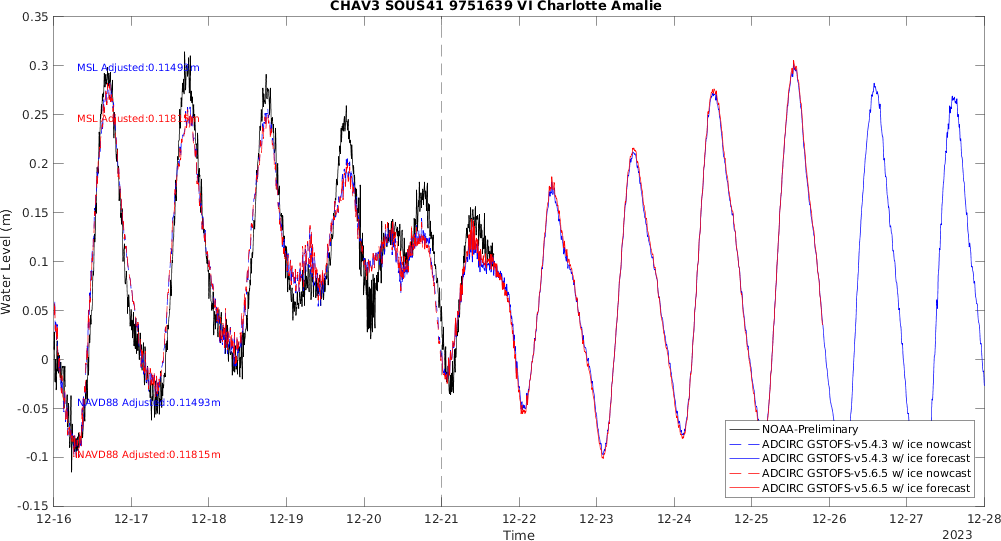 CHAV3 SOUS41 9751639 VI Charlotte Amalie
0.35
0.3
0.25
0.2
0.15
0.1
0.05
0
-0.05
-0.1
-0.15
Water Level (m)
MSL Adjusted:0.11493m
MSL Adjusted:0.11815m
NAVD88 Adjusted:0.11493m
NAVD88 Adjusted:0.11815m
NOAA-Preliminary
ADCIRC GSTOFS-v5.4.3 w/ ice nowcast
ADCIRC GSTOFS-v5.4.3 w/ ice forecast
ADCIRC GSTOFS-v5.6.5 w/ ice nowcast
ADCIRC GSTOFS-v5.6.5 w/ ice forecast
12-16 12-17 12-18 12-19 12-20 12-21 12-22 12-23 12-24 12-25 12-26 12-27 12-28
Time
2023